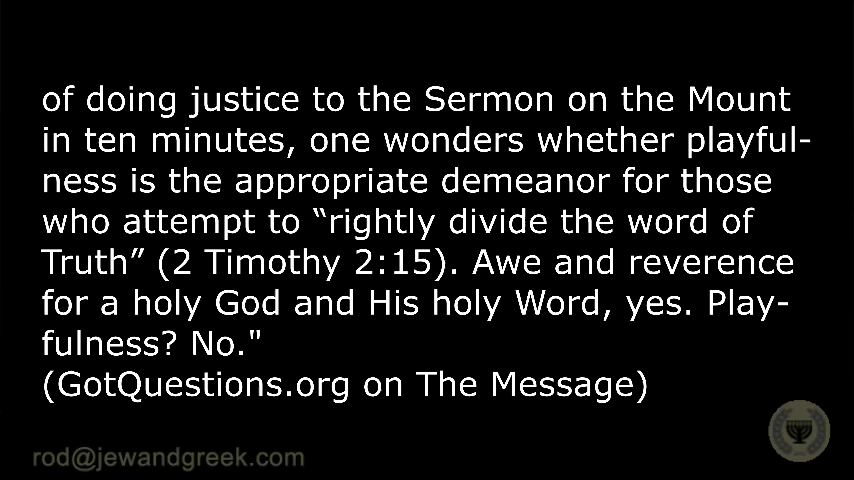 of doing justice to the Sermon on the Mount
in ten minutes, one wonders whether playful-
ness is the appropriate demeanor for those
who attempt to “rightly divide the word of
Truth” (2 Timothy 2:15). Awe and reverence
for a holy God and His holy Word, yes. Play-
fulness? No."
(GotQuestions.org on The Message)
rod@jewandgreek.com